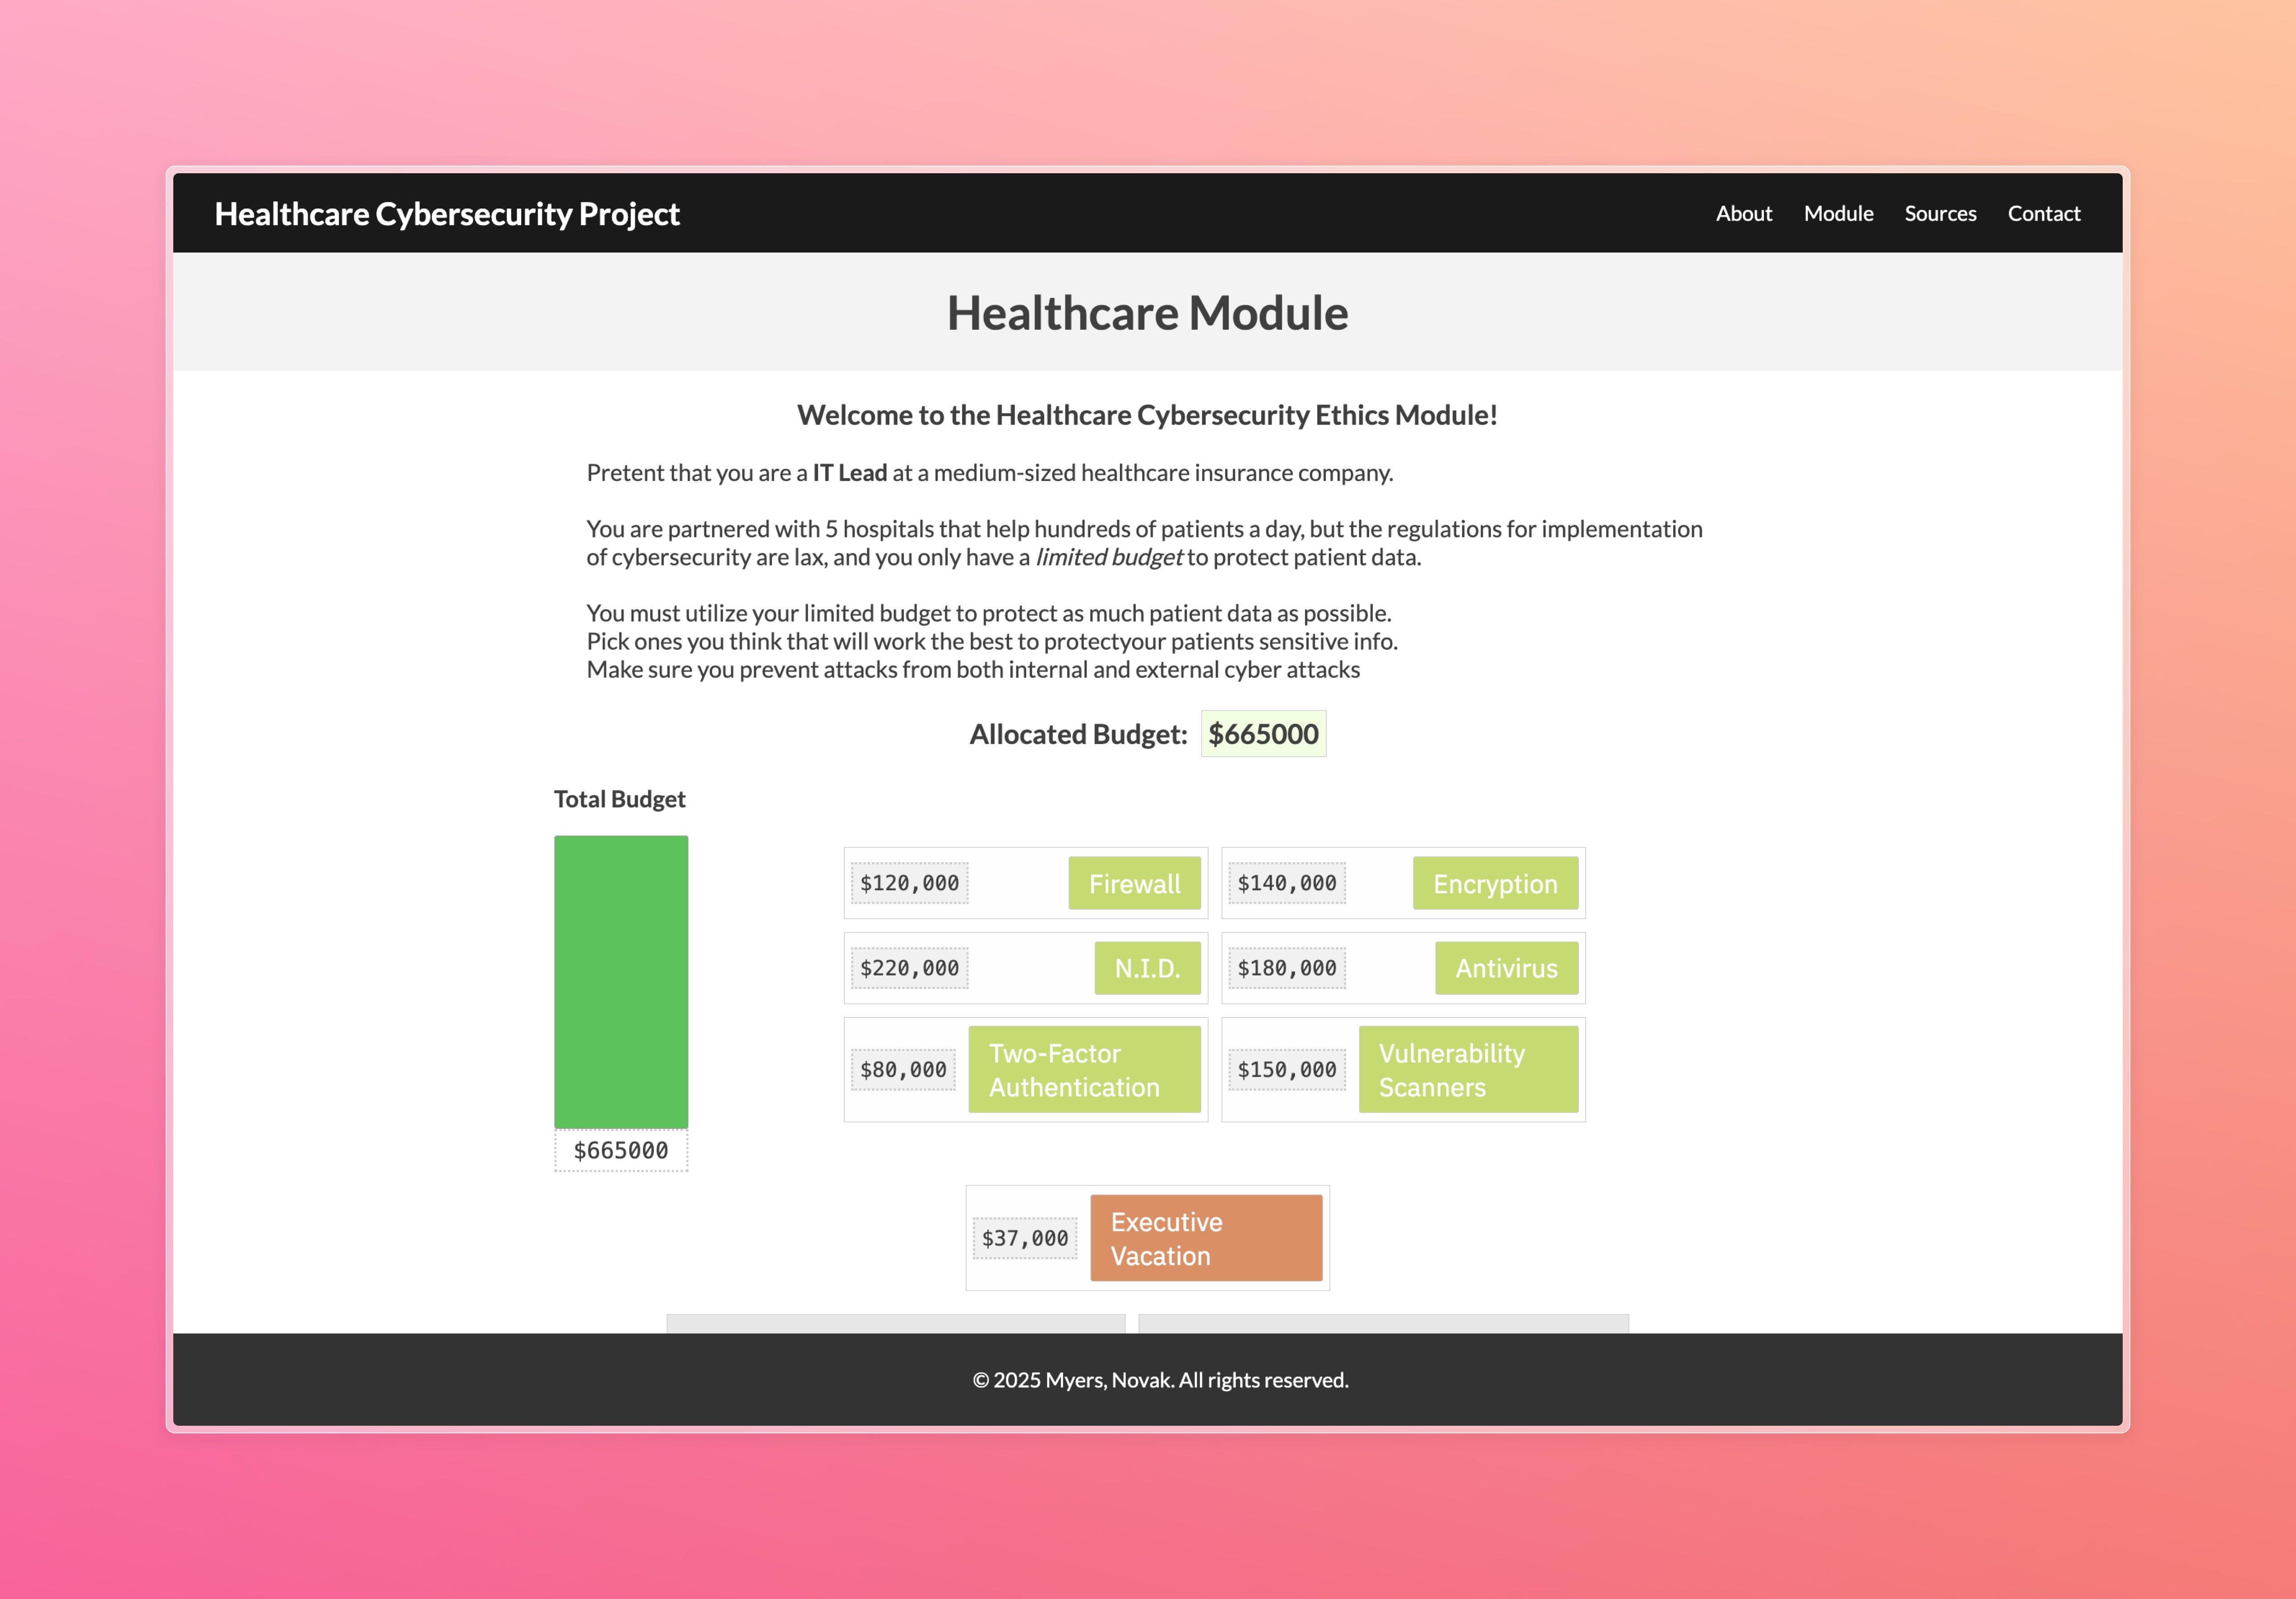 Healthcare Cybersecurity Project
About Module Sources Contact
Healthcare Module
Welcome to the Healthcare Cybersecurity Ethics Module!
Pretent that you are a IT Lead at a medium-sized healthcare insurance company.
You are partnered with 5 hospitals that help hundreds of patients a day, but the regulations for implementation
of cybersecurity are lax, and you only have a limited budget to protect patient data.
You must utilize your limited budget to protect as much patient data as possible.
Pick ones you think that will work the best to protectyour patients sensitive info.
Make sure you prevent attacks from both internal and external cyber attacks
Allocated Budget: $665000
Total Budget
$665000
$120,000 Firewall
$140,000 Encryption
$220,000 N.I.D.
$180,000 Antivirus
$80,000 Two-Factor
Authentication
$150,000 Vulnerability
Scanners
$37,000 Executive
Vacation
© 2025 Myers, Novak. All rights reserved.